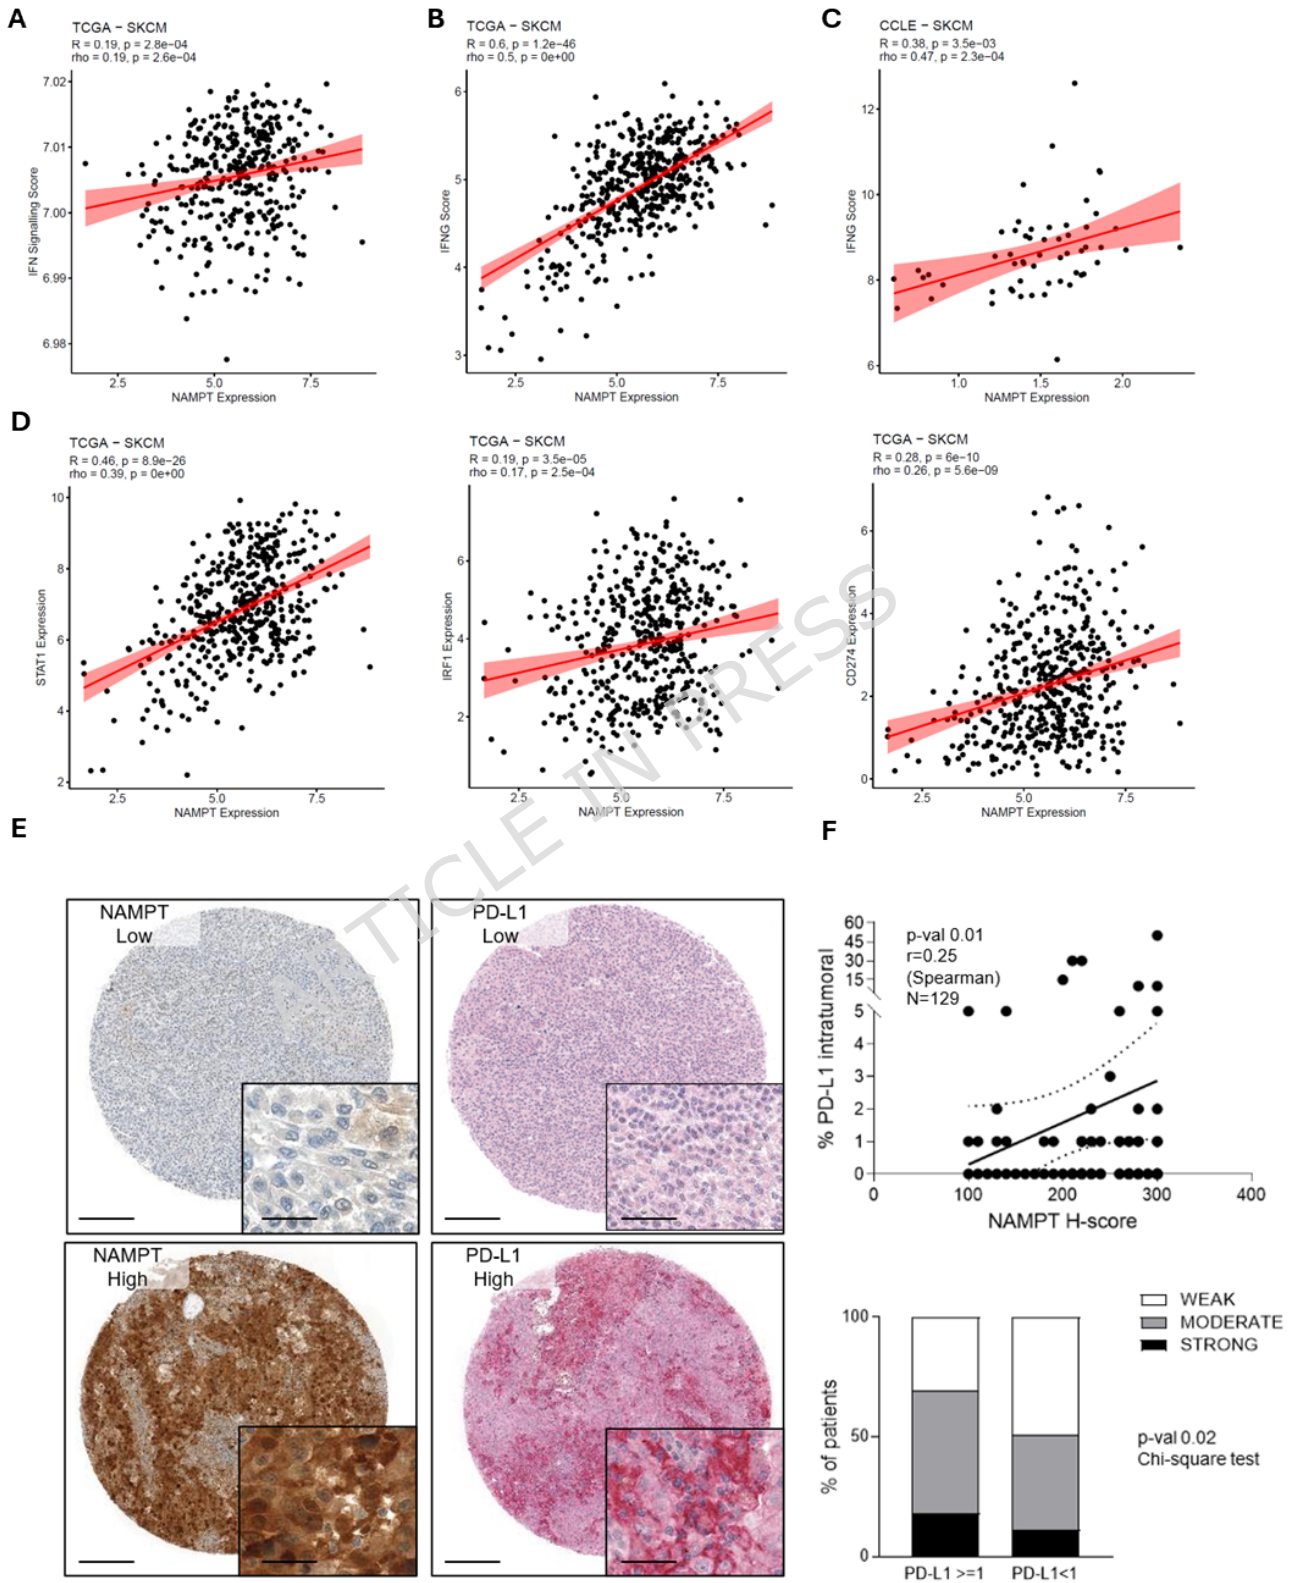 A
TCGA − SKCM
R = 0.19, p = 2.8e−04
rho = 0.19, p = 2.6e−04
IFN Signalling Score
7.02
7.01
7.00
6.99
6.98
2.5 5.0 7.5
NAMPT Expression
B
TCGA − SKCM
R = 0.6, p = 1.2e−46
rho = 0.5, p = 0e+00
IFNG Score
6
5
4
3
2.5 5.0 7.5
NAMPT Expression
C
CCLE − SKCM
R = 0.38, p = 3.5e−03
rho = 0.47, p = 2.3e−04
IFNG Score
12
10
8
6
1.0 1.5 2.0
NAMPT Expression
D
TCGA − SKCM
R = 0.46, p = 8.9e−26
rho = 0.39, p = 0e+00
STAT1 Expression
10
8
6
4
2
2.5 5.0 7.5
NAMPT Expression
TCGA − SKCM
R = 0.19, p = 3.5e−05
rho = 0.17, p = 2.5e−04
IRF1 Expression
6
4
2
2.5 5.0 7.5
NAMPT Expression
TCGA − SKCM
R = 0.28, p = 6e−10
rho = 0.26, p = 5.6e−09
CD274 Expression
6
4
2
0
2.5 5.0 7.5
NAMPT Expression
ARTICLE IN PRESS
E
NAMPT
Low
PD-L1
Low
NAMPT
High
PD-L1
High
F
% PD-L1 intratumoral
60
45
30
15
5
4
3
2
1
0
p-val 0.01
r=0.25
(Spearman)
N=129
0 100 200 300 400
NAMPT H-score
% of patients
100
50
0
WEAK
MODERATE
STRONG
p-val 0.02
Chi-square test
PD-L1 >=1 PD-L1<1